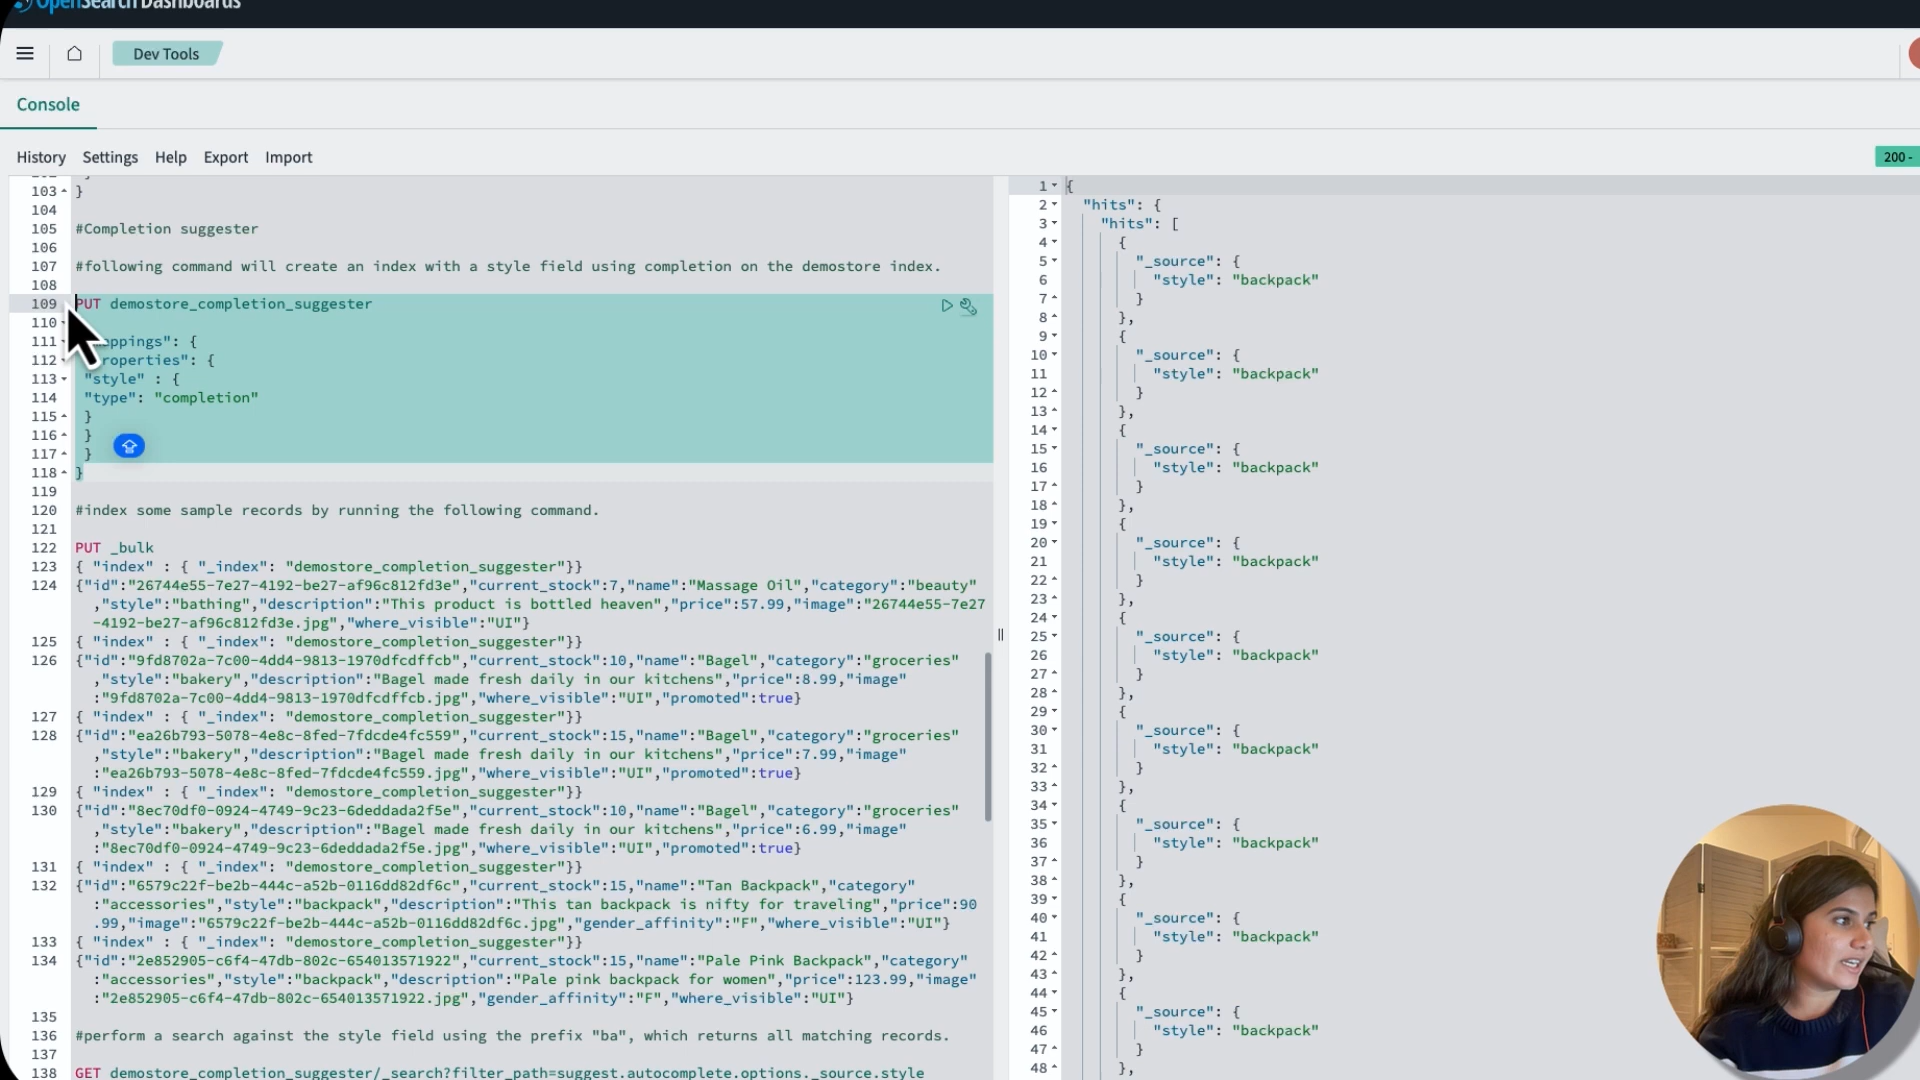 OpenSearch Dashboards
Dev Tools
Console
History Settings Help Export Import
200 -
103 }
104
105 #Completion suggester
106
107 #following command will create an index with a style field using completion on the demostore index.
108
109 PUT demostore_completion_suggester
110
111 ppings": {
112 roperties": {
113 "style" : {
114 "type": "completion"
115 }
116 }
117 }
118 }
119
120 #index some sample records by running the following command.
121
122 PUT _bulk
123 { "index" : { "_index": "demostore_completion_suggester"}}
124 {"id":"26744e55-7e27-4192-be27-af96c812fd3e","current_stock":7,"name":"Massage Oil","category":"beauty"
,"style":"bathing","description":"This product is bottled heaven","price":57.99,"image":"26744e55-7e27
-4192-be27-af96c812fd3e.jpg","where_visible":"UI"}
125 { "index" : { "_index": "demostore_completion_suggester"}}
126 {"id":"9fd8702a-7c00-4dd4-9813-1970dfcdffcb","current_stock":10,"name":"Bagel","category":"groceries"
,"style":"bakery","description":"Bagel made fresh daily in our kitchens","price":8.99,"image"
:"9fd8702a-7c00-4dd4-9813-1970dfcdffcb.jpg","where_visible":"UI","promoted":true}
127 { "index" : { "_index": "demostore_completion_suggester"}}
128 {"id":"ea26b793-5078-4e8c-8fed-7fdcde4fc559","current_stock":15,"name":"Bagel","category":"groceries"
,"style":"bakery","description":"Bagel made fresh daily in our kitchens","price":7.99,"image"
:"ea26b793-5078-4e8c-8fed-7fdcde4fc559.jpg","where_visible":"UI","promoted":true}
129 { "index" : { "_index": "demostore_completion_suggester"}}
130 {"id":"8ec70df0-0924-4749-9c23-6deddada2f5e","current_stock":10,"name":"Bagel","category":"groceries"
,"style":"bakery","description":"Bagel made fresh daily in our kitchens","price":6.99,"image"
:"8ec70df0-0924-4749-9c23-6deddada2f5e.jpg","where_visible":"UI","promoted":true}
131 { "index" : { "_index": "demostore_completion_suggester"}}
132 {"id":"6579c22f-be2b-444c-a52b-0116dd82df6c","current_stock":15,"name":"Tan Backpack","category"
:"accessories","style":"backpack","description":"This tan backpack is nifty for traveling","price":90
.99,"image":"6579c22f-be2b-444c-a52b-0116dd82df6c.jpg","gender_affinity":"F","where_visible":"UI"}
133 { "index" : { "_index": "demostore_completion_suggester"}}
134 {"id":"2e852905-c6f4-47db-802c-654013571922","current_stock":15,"name":"Pale Pink Backpack","category"
:"accessories","style":"backpack","description":"Pale pink backpack for women","price":123.99,"image"
:"2e852905-c6f4-47db-802c-654013571922.jpg","gender_affinity":"F","where_visible":"UI"}
135
136 #perform a search against the style field using the prefix "ba", which returns all matching records.
137
138 GET demostore_completion_suggester/_search?filter_path=suggest.autocomplete.options._source.style
1 {
2 "hits": {
3 "hits": [
4 {
5 "_source": {
6 "style": "backpack"
7 }
8 },
9 {
10 "_source": {
11 "style": "backpack"
12 }
13 },
14 {
15 "_source": {
16 "style": "backpack"
17 }
18 },
19 {
20 "_source": {
21 "style": "backpack"
22 }
23 },
24 {
25 "_source": {
26 "style": "backpack"
27 }
28 },
29 {
30 "_source": {
31 "style": "backpack"
32 }
33 },
34 {
35 "_source": {
36 "style": "backpack"
37 }
38 },
39 {
40 "_source": {
41 "style": "backpack"
42 }
43 },
44 {
45 "_source": {
46 "style": "backpack"
47 }
48 },